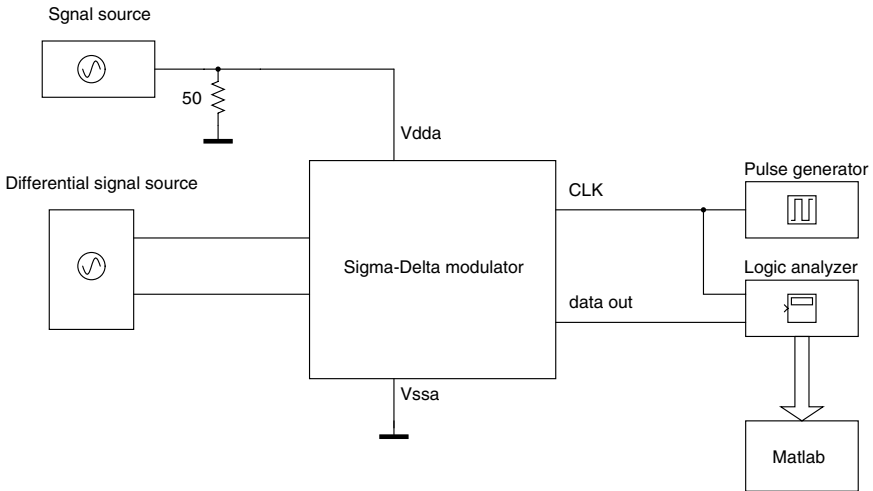 Sgnal source
50
Vdda
Differential signal source
Pulse generator
CLK
Sigma-Delta modulator
Logic analyzer
data out
Vssa
Matlab